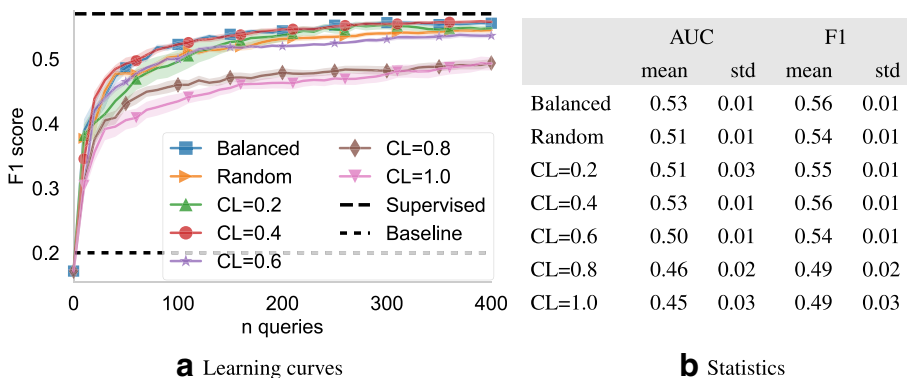 F1 score
0.5
0.4
0.3
0.2
Balanced
Random
CL=0.2
CL=0.4
CL=0.6
CL=0.8
CL=1.0
Supervised
Baseline
0 100 200 300 400
n queries
a Learning curves
AUC F1
mean std mean std
Balanced 0.53 0.01 0.56 0.01
Random 0.51 0.01 0.54 0.01
CL=0.2 0.51 0.03 0.55 0.01
CL=0.4 0.53 0.01 0.56 0.01
CL=0.6 0.50 0.01 0.54 0.01
CL=0.8 0.46 0.02 0.49 0.02
CL=1.0 0.45 0.03 0.49 0.03
b Statistics